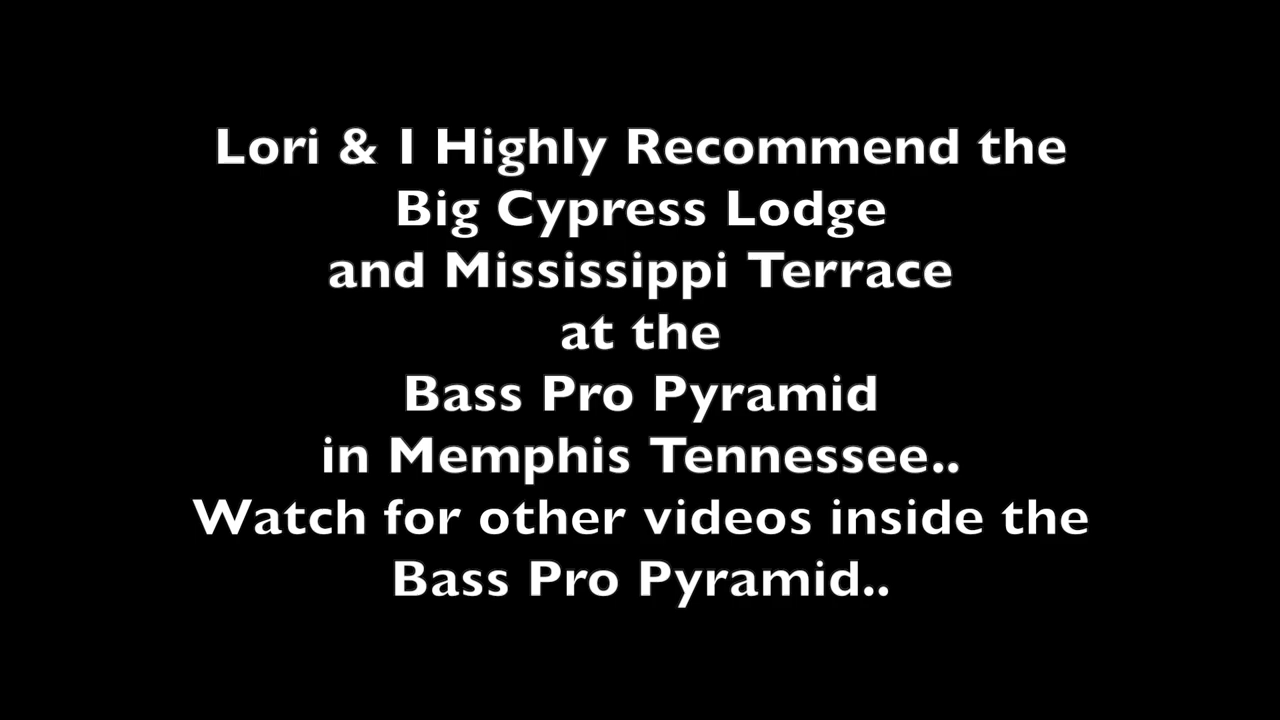 Lori & I Highly Recommend the
Big Cypress Lodge
and Mississippi Terrace
at the
Bass Pro Pyramid
in Memphis Tennessee..
Watch for other videos inside the
Bass Pro Pyramid..